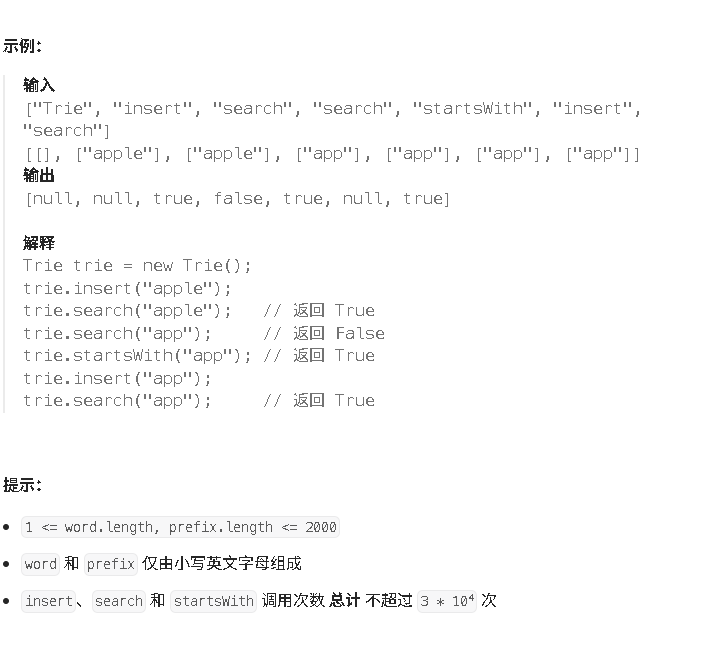 示例：
输入
["Trie", "insert", "search", "search", "startsWith", "insert",
"search"]
[[], ["apple"], ["apple"], ["app"], ["app"], ["app"], ["app"]]
输出
[null, null, true, false, true, null, true]
解释
Trie trie = new Trie();
trie.insert("apple");
trie.search("apple");   // 返回 True
trie.search("app");     // 返回 False
trie.startsWith("app"); // 返回 True
trie.insert("app");
trie.search("app");     // 返回 True
提示：
• 1 <= word.length, prefix.length <= 2000
• word 和 prefix 仅由小写英文字母组成
• insert、search 和 startsWith 调用次数 总计 不超过 3 * 10⁴ 次